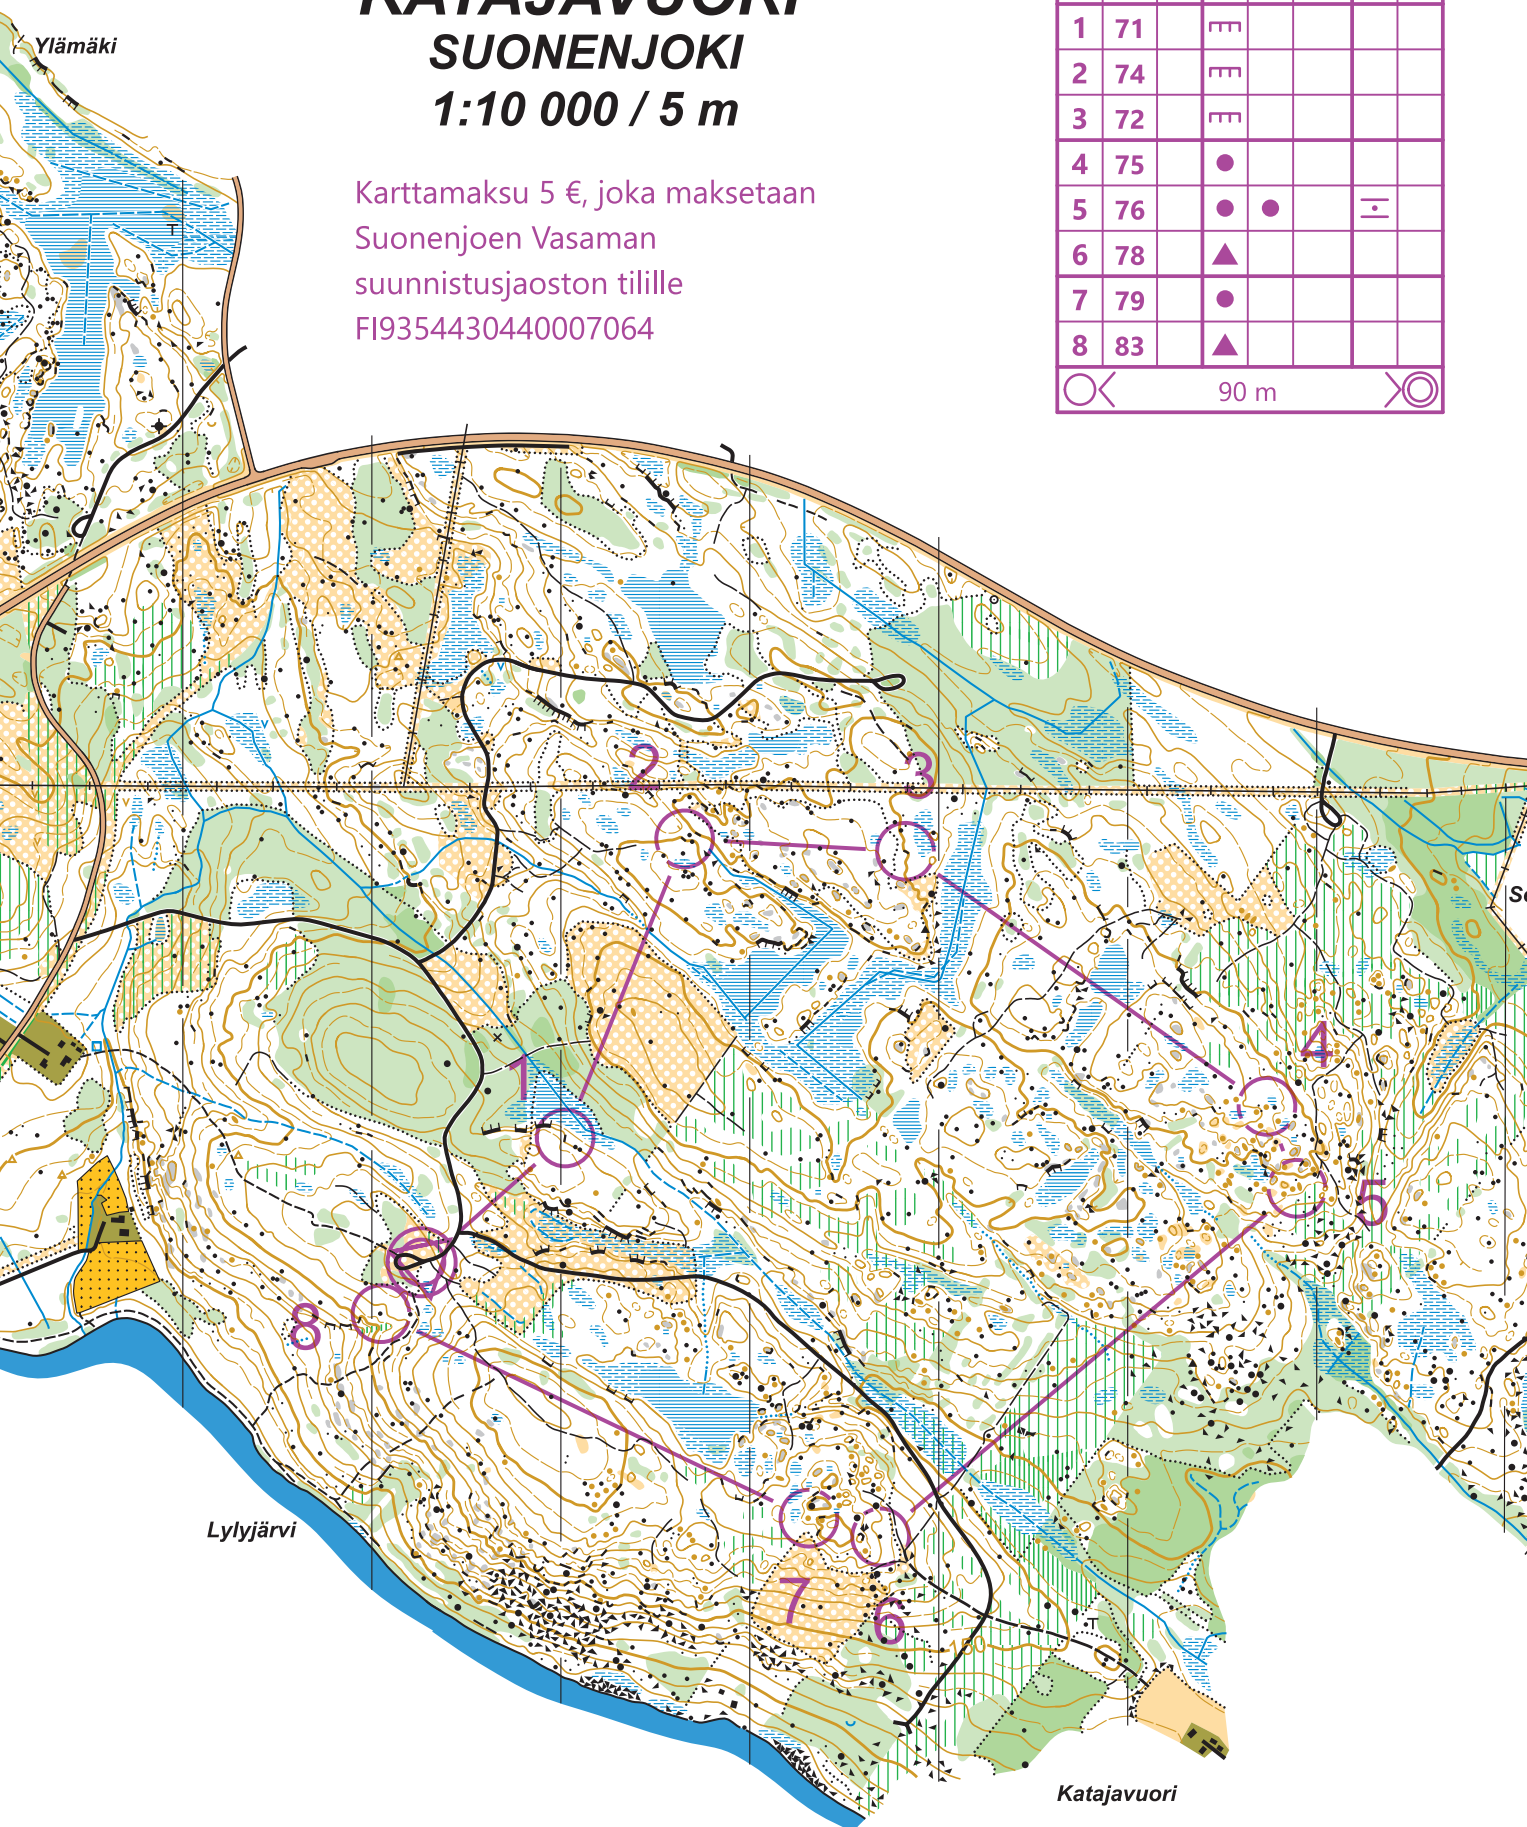 KATAJAVUORI
SUONENJOKI
1:10 000 / 5 m
Karttamaksu 5 €, joka maksetaan
Suonenjoen Vasaman
suunnistusjaoston tilille
FI9354430440007064
1 71
2 74
3 72
4 75
5 76
6 78
7 79
8 83
90 m
Ylämäki
2
3
1
4
5
8
7
6
150
Lylyjärvi
Katajavuori